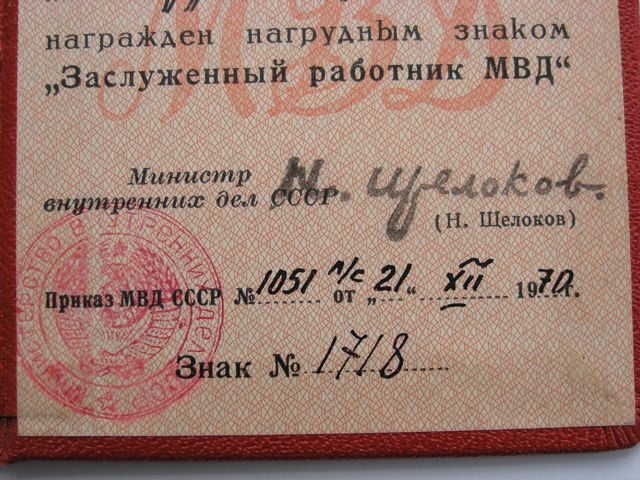 награжден нагрудным знаком
„Заслуженный работник МВД“
Министр
внутренних дел СССР
Н. Щелоков.
(Н. Щелоков)
Приказ МВД СССР № 1051 л/с от „21“ XII 1970г.
Знак № 1718